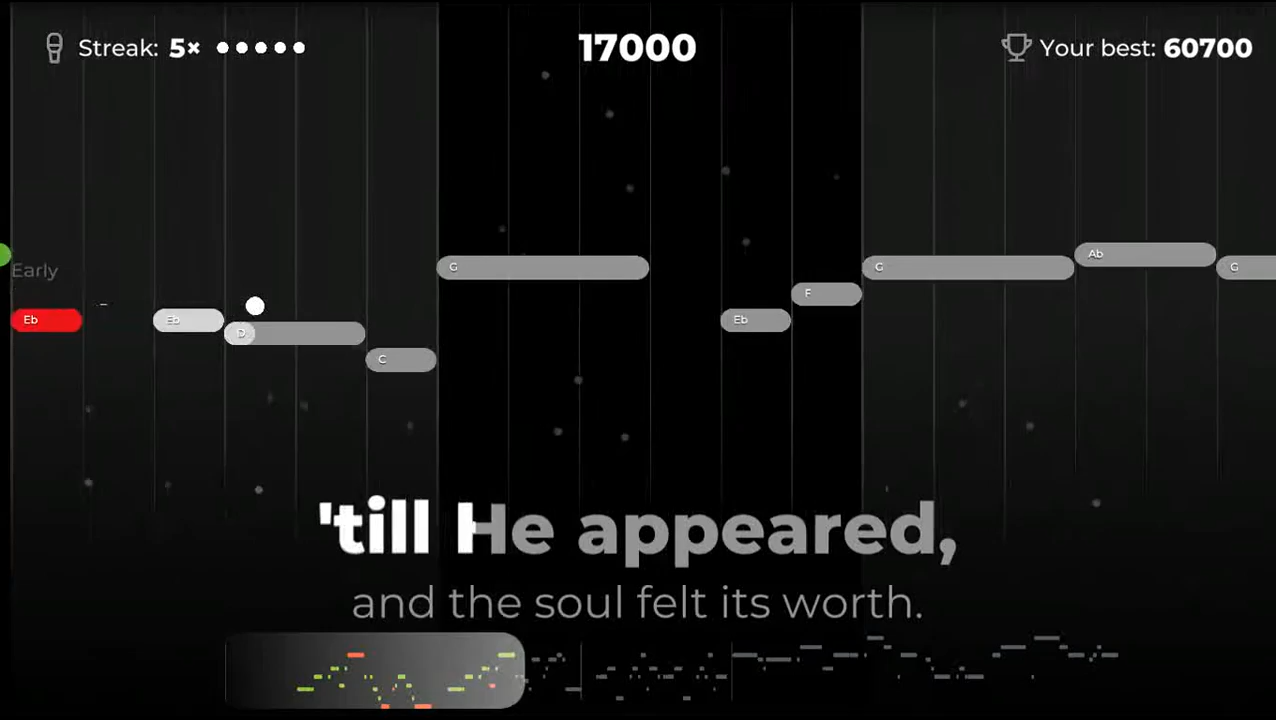 Streak: 5× 17000 Your best: 60700
G G Ab G
Early
Eb Eb D C Eb F
'till He appeared,
and the soul felt its worth.